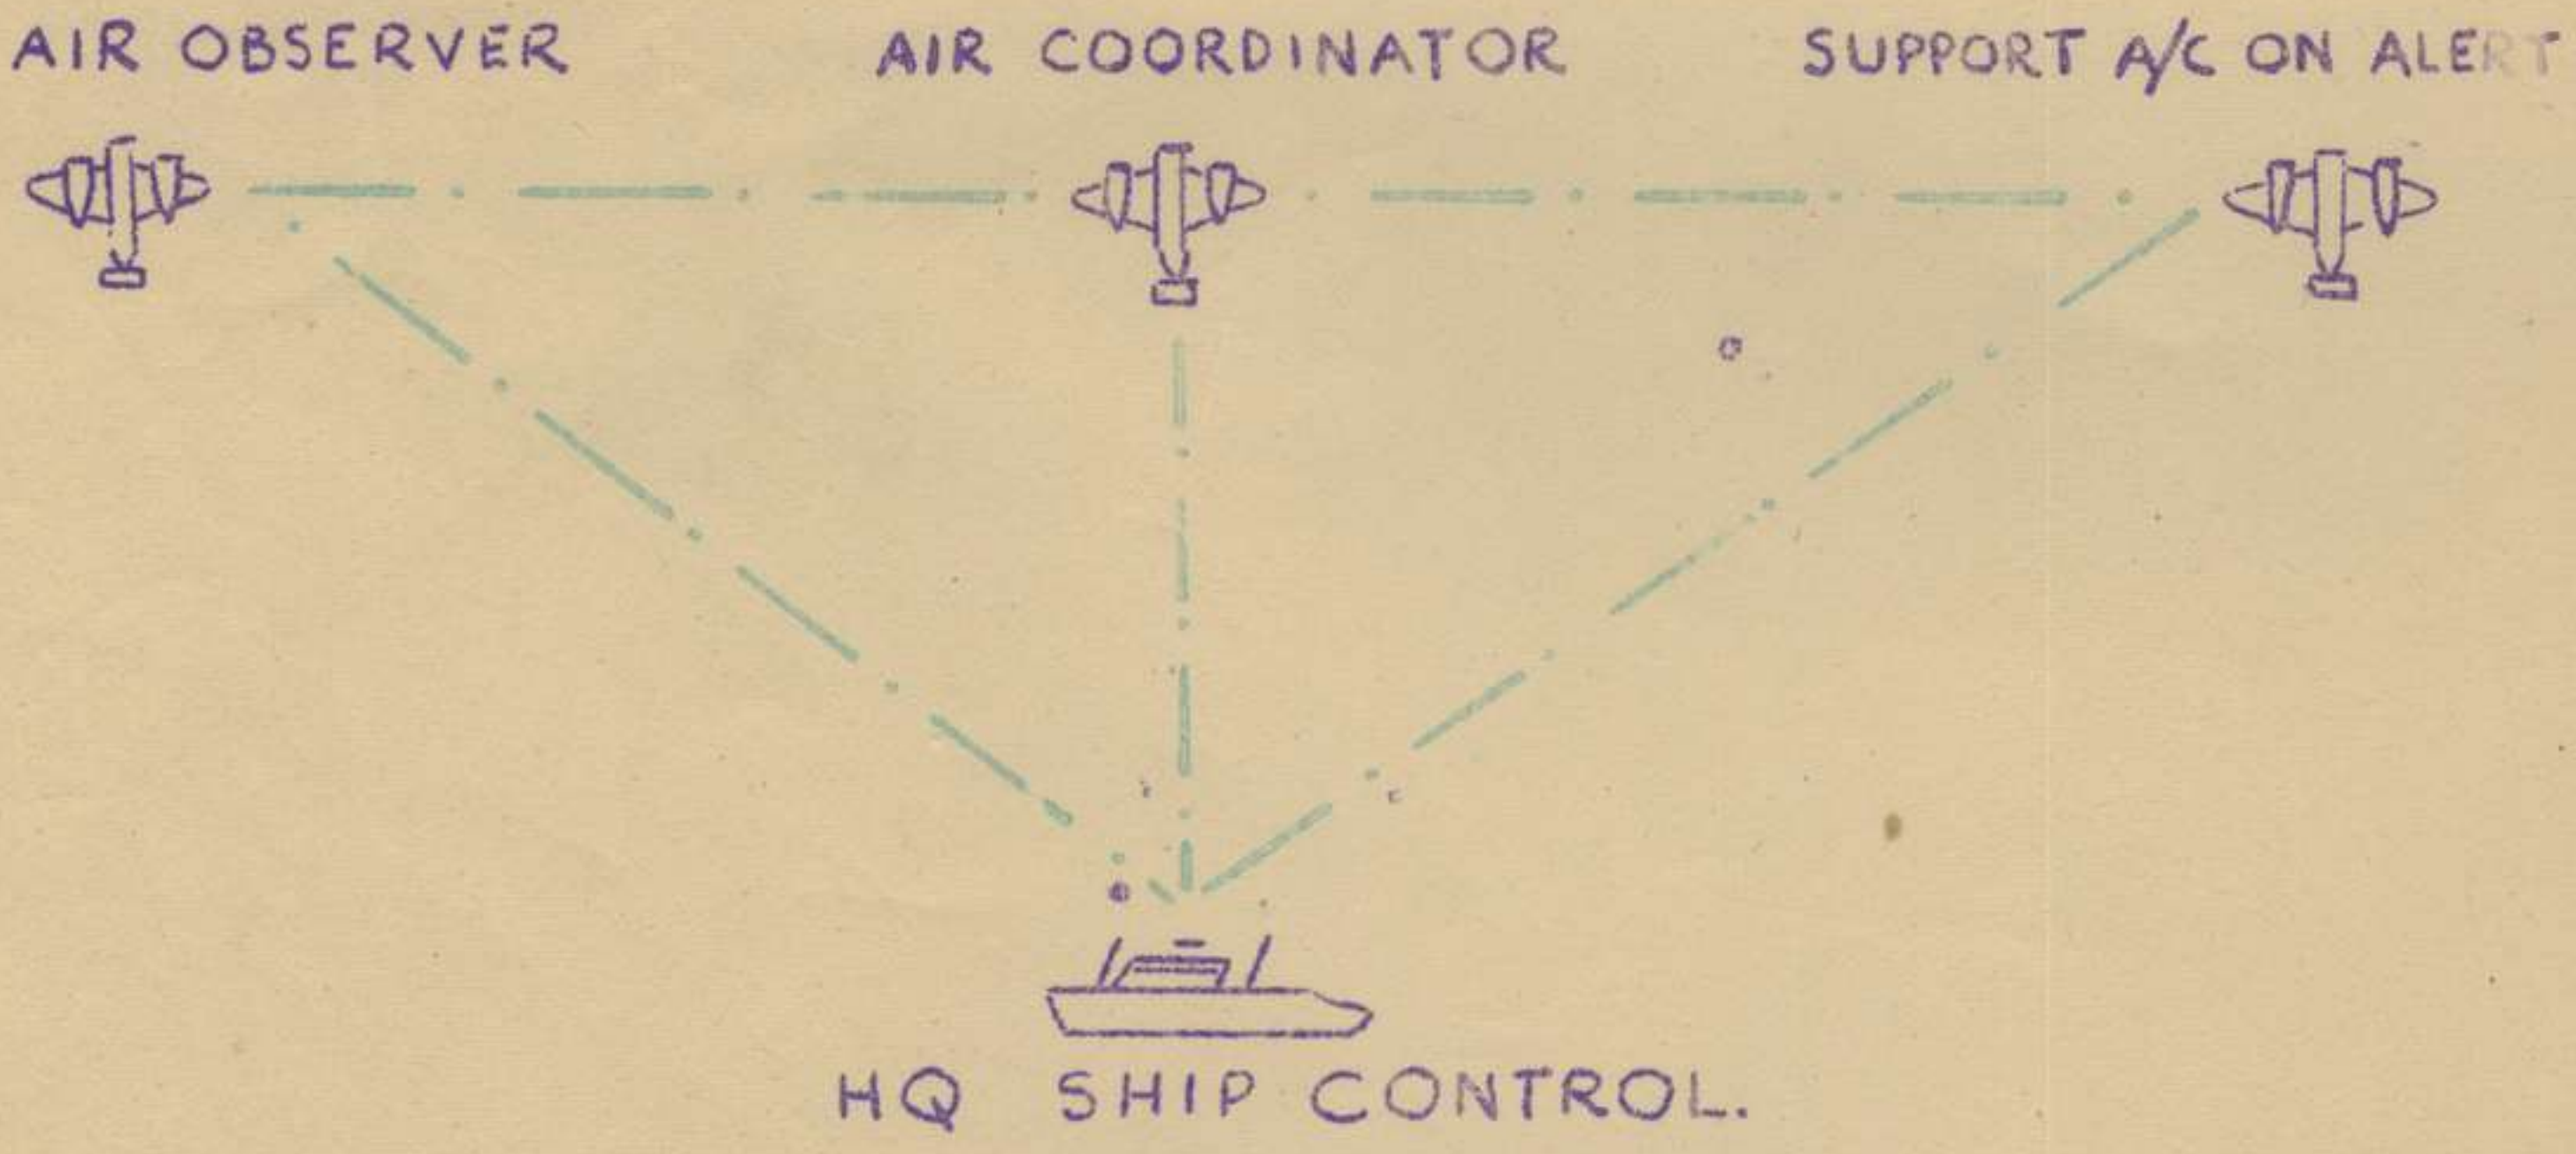 AIR OBSERVER
AIR COORDINATOR
SUPPORT A/C ON ALERT
HQ SHIP CONTROL.